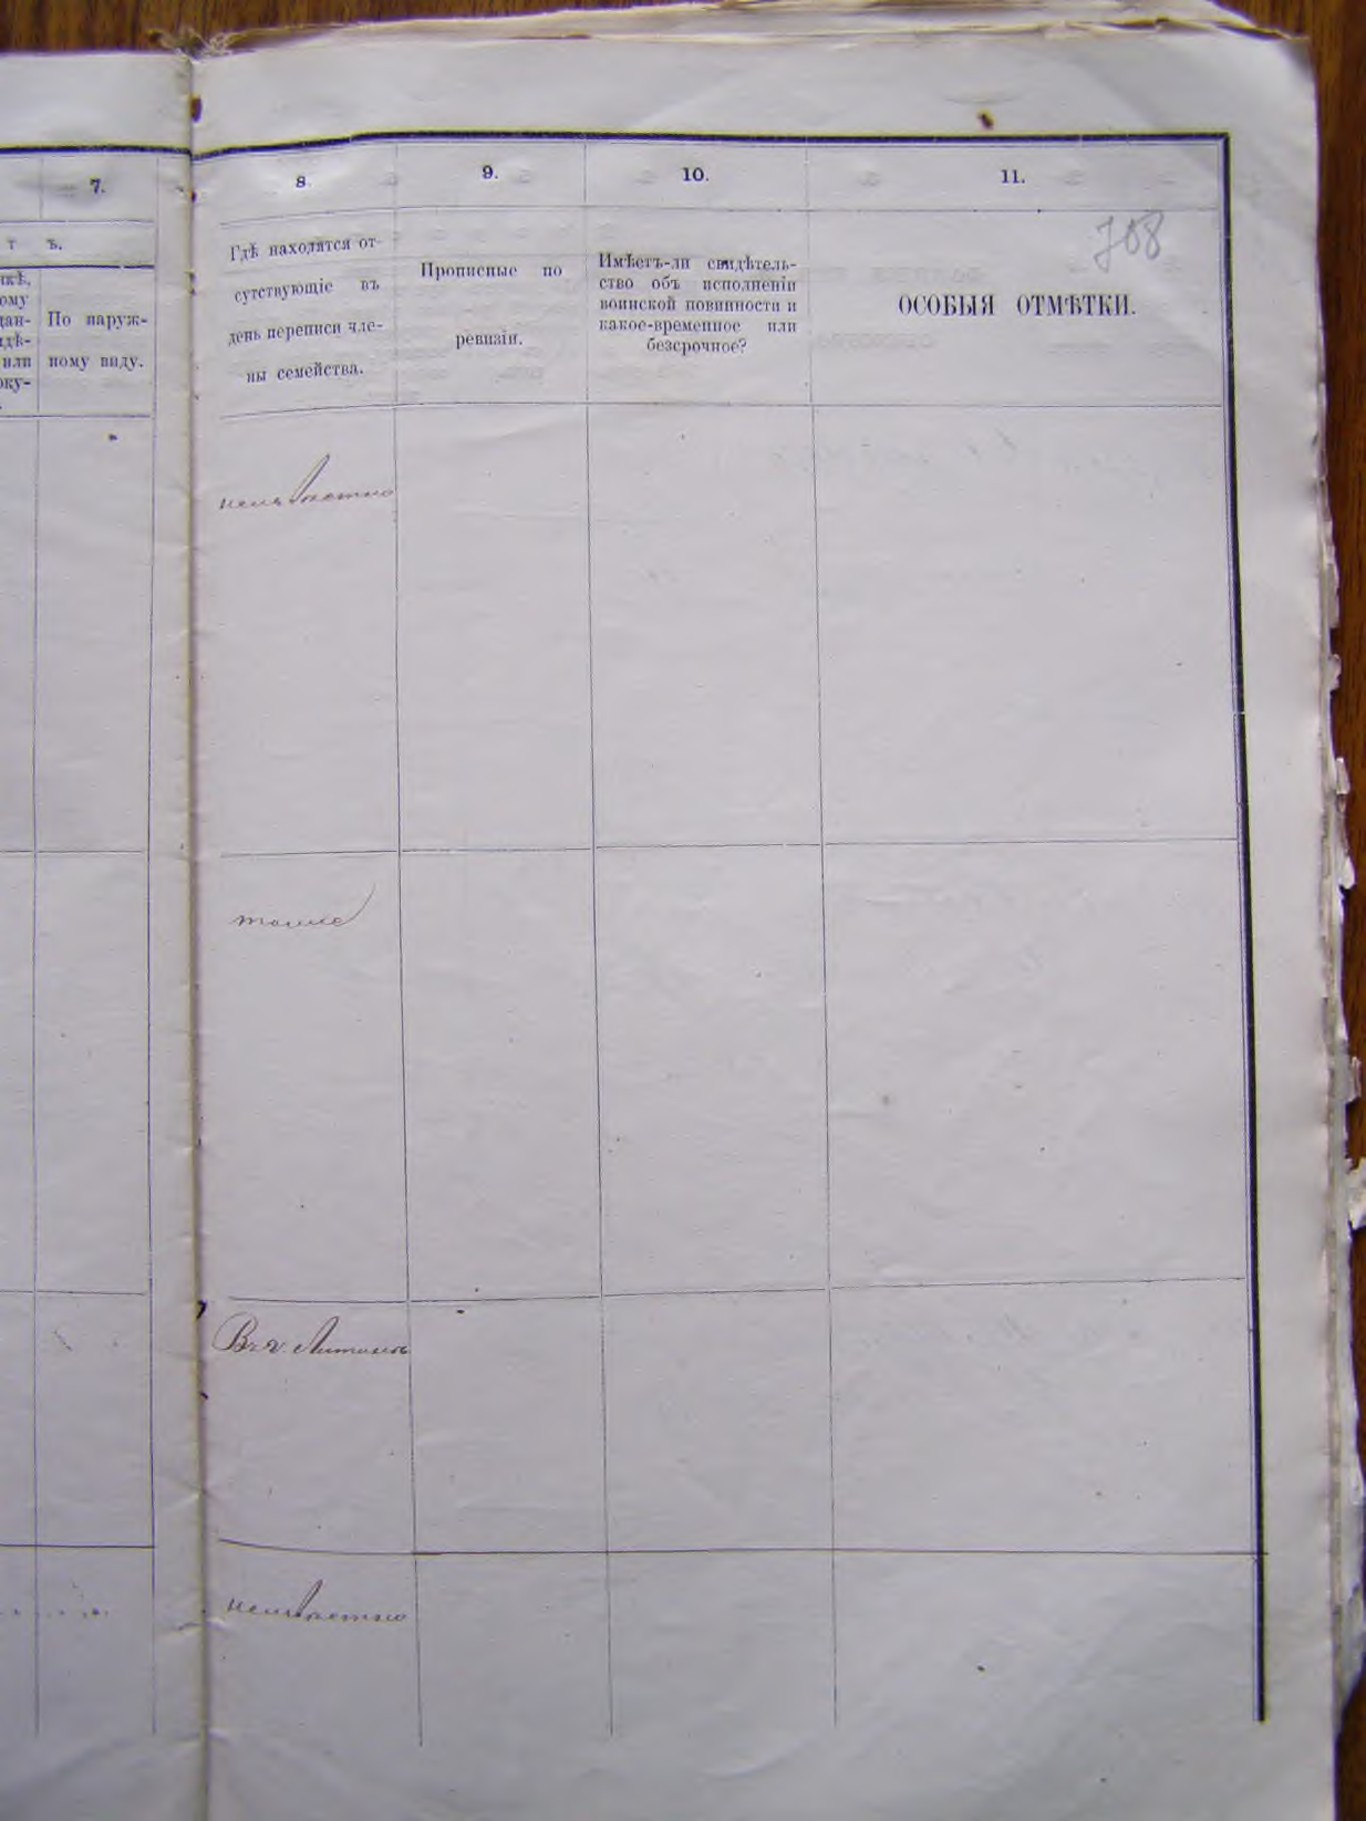 7.
8.
9.
10.
11.
т ъ.
708
По наруж-
ному виду.
Гдѣ находятся от-
сутствующіе въ
день переписи чле-
ны семейства.
Прописные по
ревизіи.
Имѣетъ-ли свидѣтель-
ство объ исполненіи
воинской повинности и
какое-временное или
безсрочное?
ОСОБЫЯ ОТМѢТКИ.
неизвѣстно
тоже
Въ г.
неизвѣстно